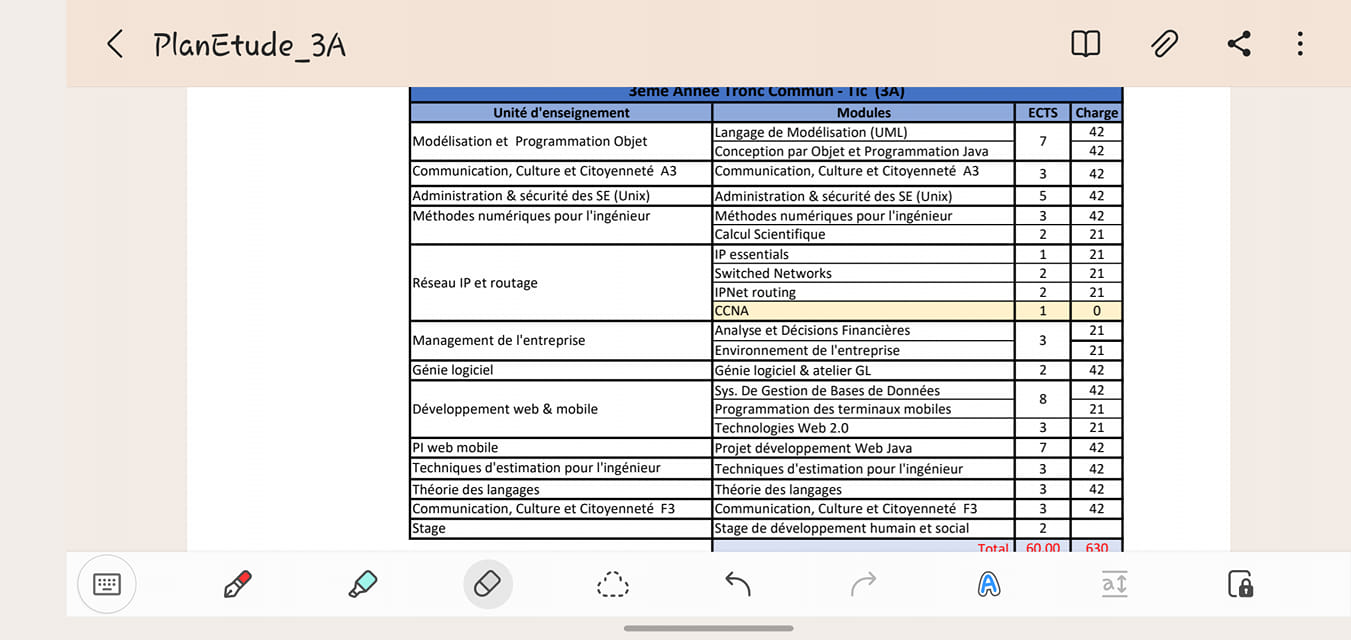 PlanEtude_3A
3ème Année Tronc Commun - Tic (3A)
Unité d'enseignement Modules ECTS Charge
Modélisation et Programmation Objet Langage de Modélisation (UML) 7 42
Conception par Objet et Programmation Java 42
Communication, Culture et Citoyenneté A3 Communication, Culture et Citoyenneté A3 3 42
Administration & sécurité des SE (Unix) Administration & sécurité des SE (Unix) 5 42
Méthodes numériques pour l'ingénieur Méthodes numériques pour l'ingénieur 3 42
Calcul Scientifique 2 21
Réseau IP et routage IP essentials 1 21
Switched Networks 2 21
IPNet routing 2 21
CCNA 1 0
Management de l'entreprise Analyse et Décisions Financières 3 21
Environnement de l'entreprise 21
Génie logiciel Génie logiciel & atelier GL 2 42
Développement web & mobile Sys. De Gestion de Bases de Données 8 42
Programmation des terminaux mobiles 21
Technologies Web 2.0 3 21
PI web mobile Projet développement Web Java 7 42
Techniques d'estimation pour l'ingénieur Techniques d'estimation pour l'ingénieur 3 42
Théorie des langages Théorie des langages 3 42
Communication, Culture et Citoyenneté F3 Communication, Culture et Citoyenneté F3 3 42
Stage Stage de développement humain et social 2
Total 60.00 630
A a